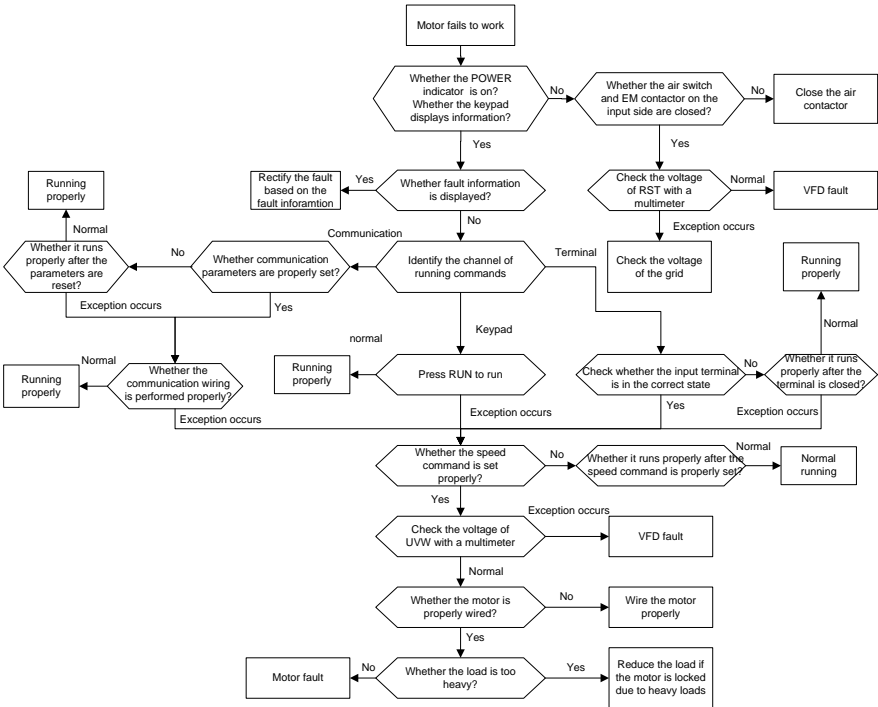 Motor fails to work
Whether the POWER
indicator is on?
Whether the keypad
displays information?
No
Whether the air switch
and EM contactor on the
input side are closed?
No
Close the air
contactor
Yes
Yes
Rectify the fault
based on the
fault inforamtion
Yes
Whether fault information
is displayed?
Check the voltage
of RST with a
multimeter
Normal
VFD fault
Running
properly
Normal
No
Exception occurs
Communication
Whether it runs
properly after the
parameters are
reset?
No
Whether communication
parameters are properly set?
Identify the channel of
running commands
Terminal
Check the voltage
of the grid
Running
properly
Exception occurs
Yes
Keypad
Normal
normal
Running
properly
Normal
Whether the
communication wiring
is performed properly?
Running
properly
Press RUN to run
Check whether the input terminal
is in the correct state
No
Whether it runs
properly after the
terminal is closed?
Exception occurs
Exception occurs
Yes
Exception occurs
Whether the speed
command is set
properly?
No
Whether it runs properly after the
speed command is properly set?
Normal
Normal
running
Yes
Check the voltage of
UVW with a multimeter
Exception occurs
VFD fault
Normal
Whether the motor is
properly wired?
No
Wire the motor
properly
Yes
Motor fault
No
Whether the load is too
heavy?
Yes
Reduce the load if
the motor is locked
due to heavy loads